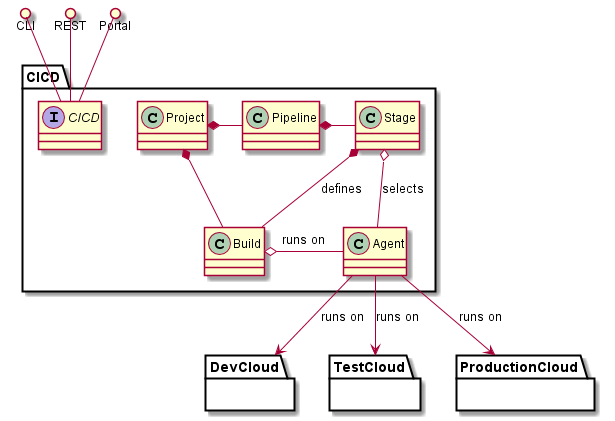 CLI REST Portal
CICD
I CICD C Project C Pipeline C Stage
defines selects
C Build runs on C Agent
runs on runs on runs on
DevCloud TestCloud ProductionCloud